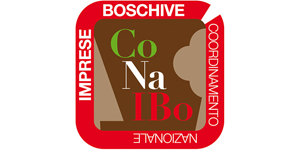 IMPRESE
BOSCHIVE
COORDINAMENTO
NAZIONALE
Co
Na
IBo